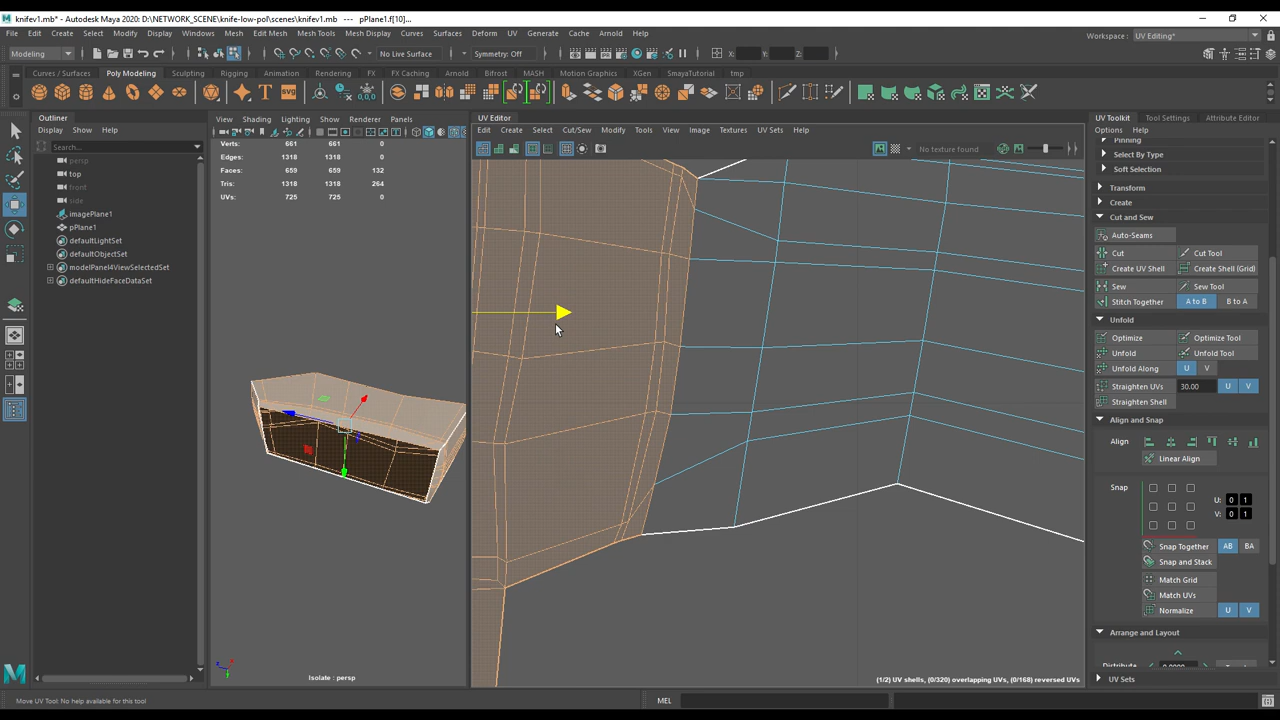 knifev1.mb* - Autodesk Maya 2020: D:\NETWORK_SCENE\knife-low-pol\scenes\knifev1.mb --- pPlane1.f[10]...
File Edit Create Select Modify Display Windows Mesh Edit Mesh Mesh Tools Mesh Display Curves Surfaces Deform UV Generate Cache Arnold Help
Workspace : UV Editing*
Modeling No Live Surface Symmetry: Off X: Y: Z:
Curves / Surfaces Poly Modeling Sculpting Rigging Animation Rendering FX FX Caching Arnold Bifrost MASH Motion Graphics XGen SmayaTutorial tmp
T SVG
Outliner
Display Show Help
Search...
persp
top
front
side
imagePlane1
pPlane1
defaultLightSet
defaultObjectSet
modelPanel4ViewSelectedSet
defaultHideFaceDataSet
View Shading Lighting Show Renderer Panels
Verts: 661 661 0
Edges: 1318 1318 0
Faces: 659 659 132
Tris: 1318 1318 264
UVs: 725 725 0
Isolate : persp
UV Editor
Edit Create Select Cut/Sew Modify Tools View Image Textures UV Sets Help
No texture found
(1/2) UV shells, (0/320) overlapping UVs, (0/168) reversed UVs
UV Toolkit Tool Settings Attribute Editor
Options Help
Pinning
Select By Type
Soft Selection
Transform
Create
Cut and Sew
Auto-Seams
Cut Cut Tool
Create UV Shell Create Shell (Grid)
Sew Sew Tool
Stitch Together A to B B to A
Unfold
Optimize Optimize Tool
Unfold Unfold Tool
Unfold Along U V
Straighten UVs 30.00 U V
Straighten Shell
Align and Snap
Align
Linear Align
Snap U: 0 1
V: 0 1
Snap Together AB BA
Snap and Stack
Match Grid
Match UVs
Normalize U V
Arrange and Layout
Distribute 0.0000
UV Sets
Move UV Tool: No help available for this tool
MEL